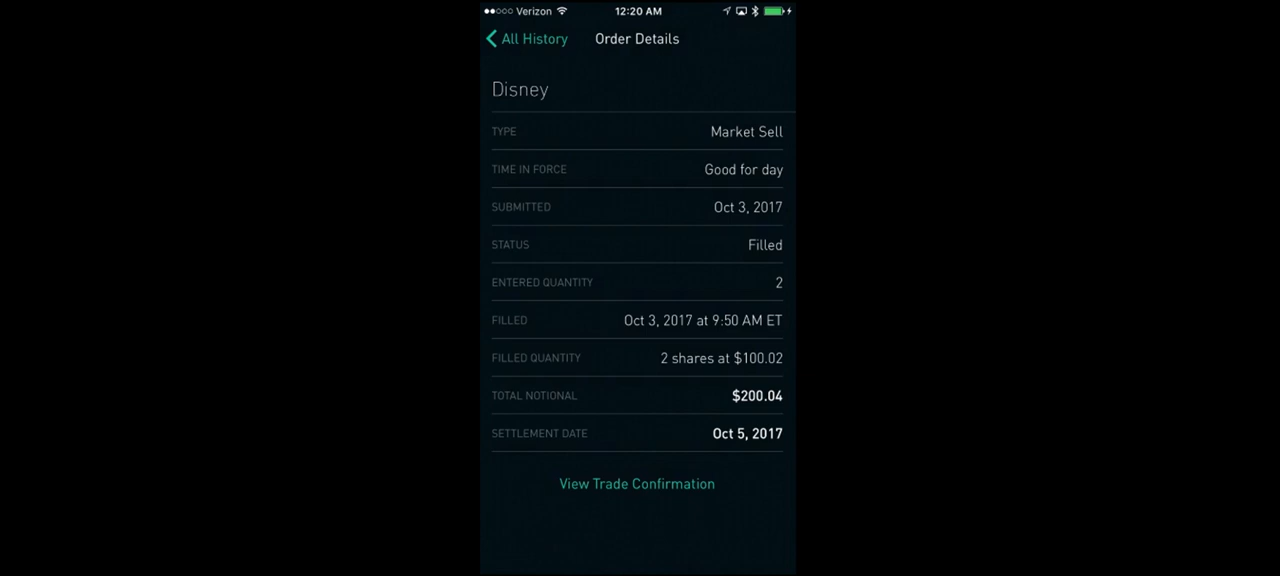 Verizon 12:20 AM
All History Order Details
Disney
TYPE Market Sell
TIME IN FORCE Good for day
SUBMITTED Oct 3, 2017
STATUS Filled
ENTERED QUANTITY 2
FILLED Oct 3, 2017 at 9:50 AM ET
FILLED QUANTITY 2 shares at $100.02
TOTAL NOTIONAL $200.04
SETTLEMENT DATE Oct 5, 2017
View Trade Confirmation